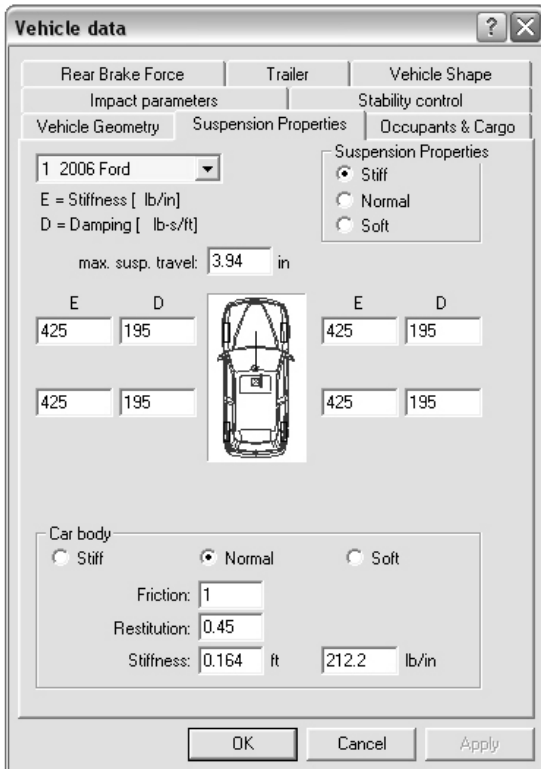 Vehicle data
Rear Brake Force Trailer Vehicle Shape
Impact parameters Stability control
Vehicle Geometry Suspension Properties Occupants & Cargo
1 2006 Ford
E = Stiffness [ lb/in]
D = Damping [ lb-s/ft]
Suspension Properties
Stiff
Normal
Soft
max. susp. travel: 3.94 in
E D E D
425 195 425 195
425 195 425 195
Car body
Stiff Normal Soft
Friction: 1
Restitution: 0.45
Stiffness: 0.164 ft 212.2 lb/in
OK Cancel Apply